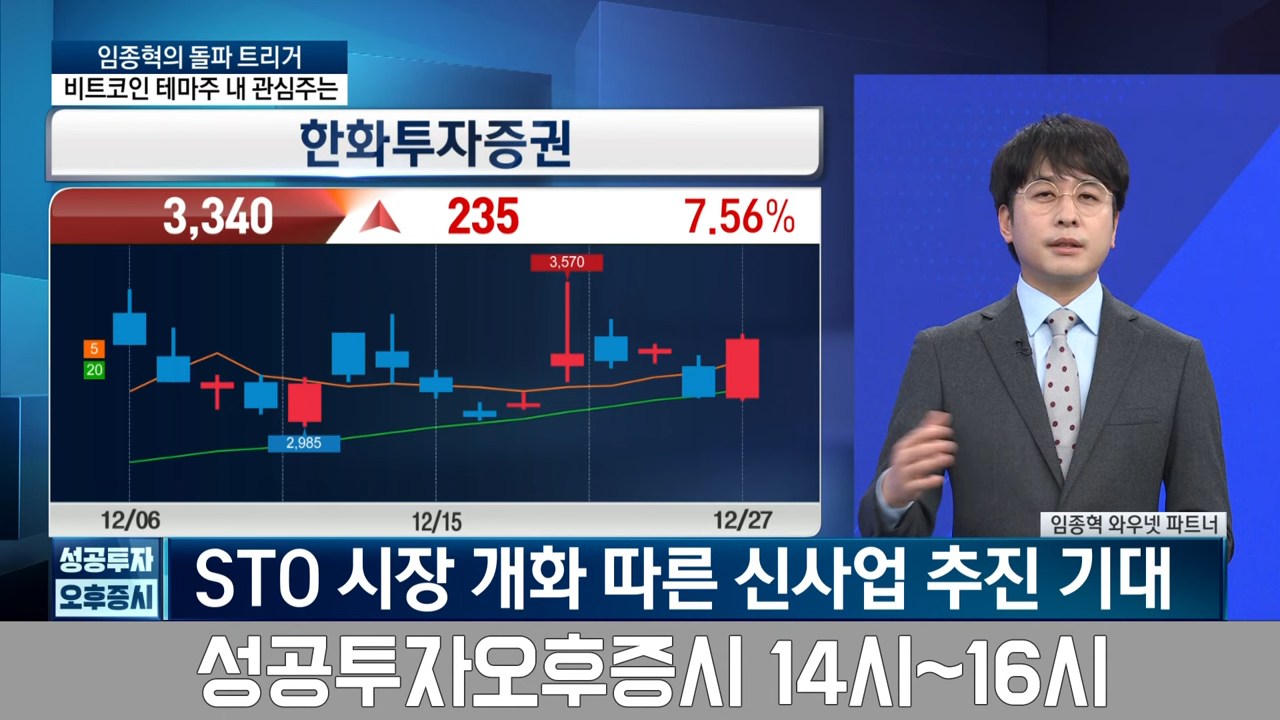 임종혁의 돌파 트리거
비트코인 테마주 내 관심주는
한화투자증권
3,340 235 7.56%
3,570
5
20
2,985
12/06 12/15 12/27
임종혁 와우넷 파트너
성공투자
오후증시
STO 시장 개화 따른 신사업 추진 기대
성공투자오후증시 14시~16시